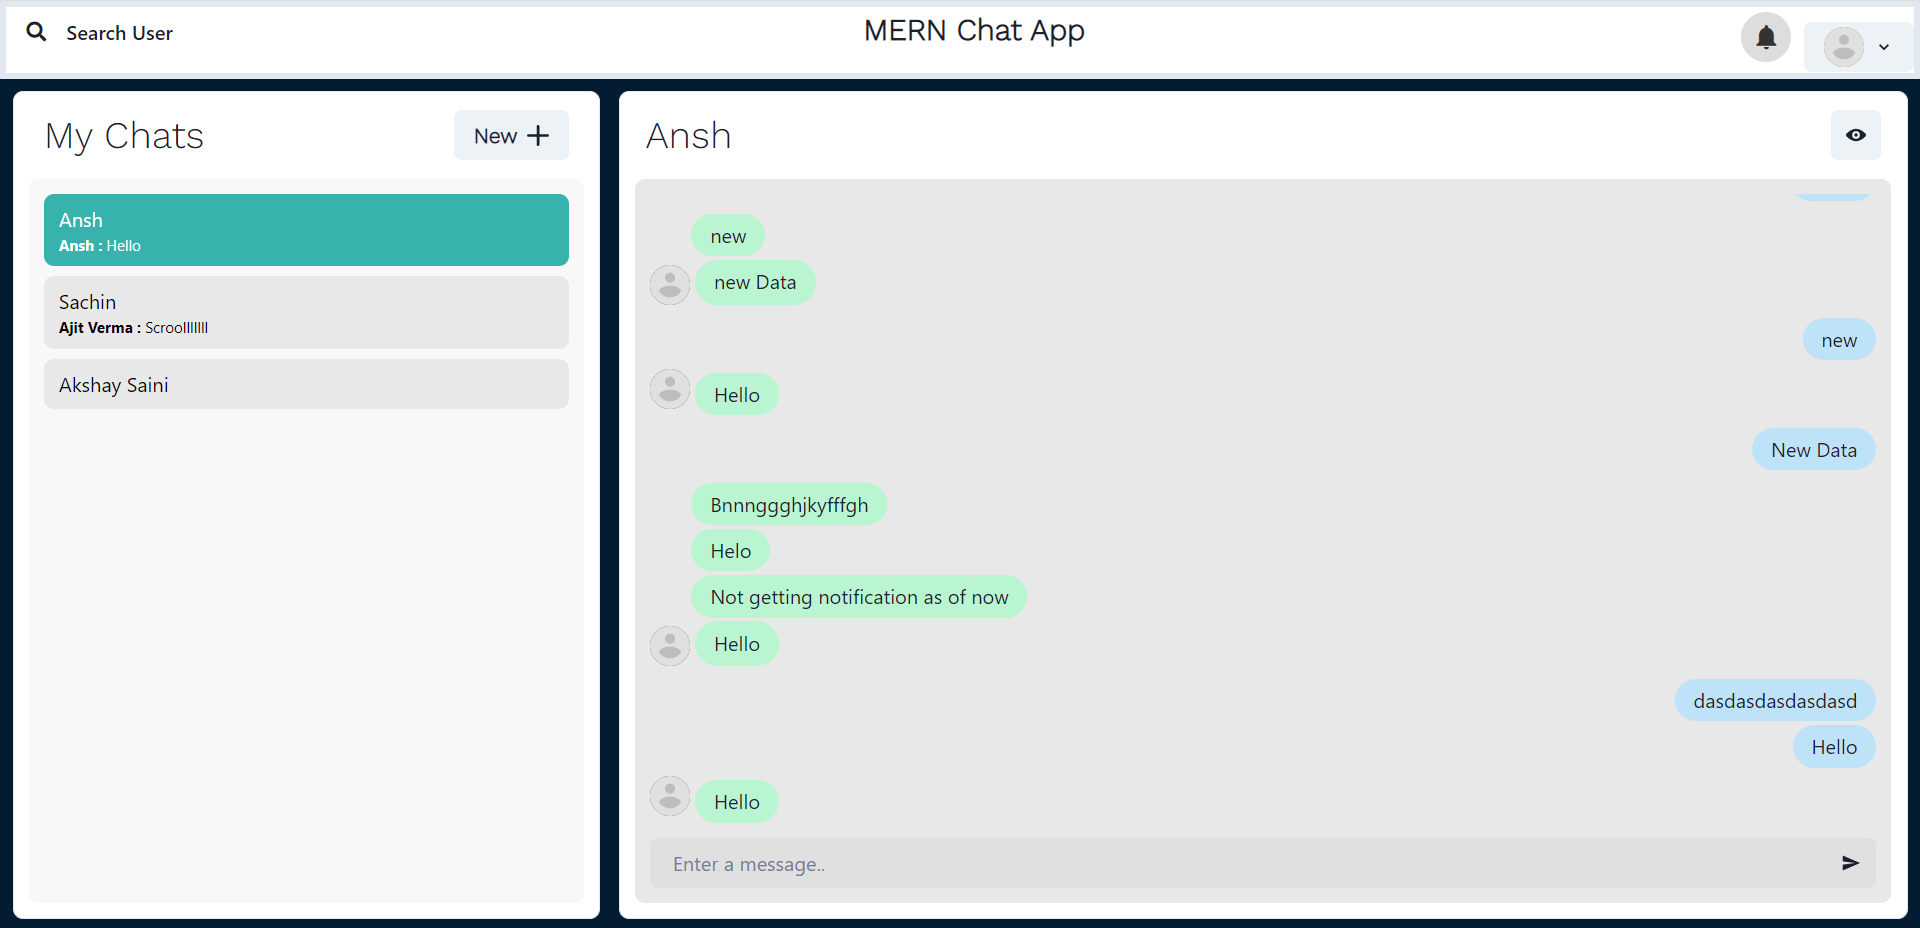 Search User
MERN Chat App
My Chats
New
Ansh
Ansh : Hello
Sachin
Ajit Verma : Scroolllllll
Akshay Saini
Ansh
new
new Data
new
Hello
New Data
Bnnnggghjkyfffgh
Helo
Not getting notification as of now
Hello
dasdasdasdasdasd
Hello
Hello
Enter a message..